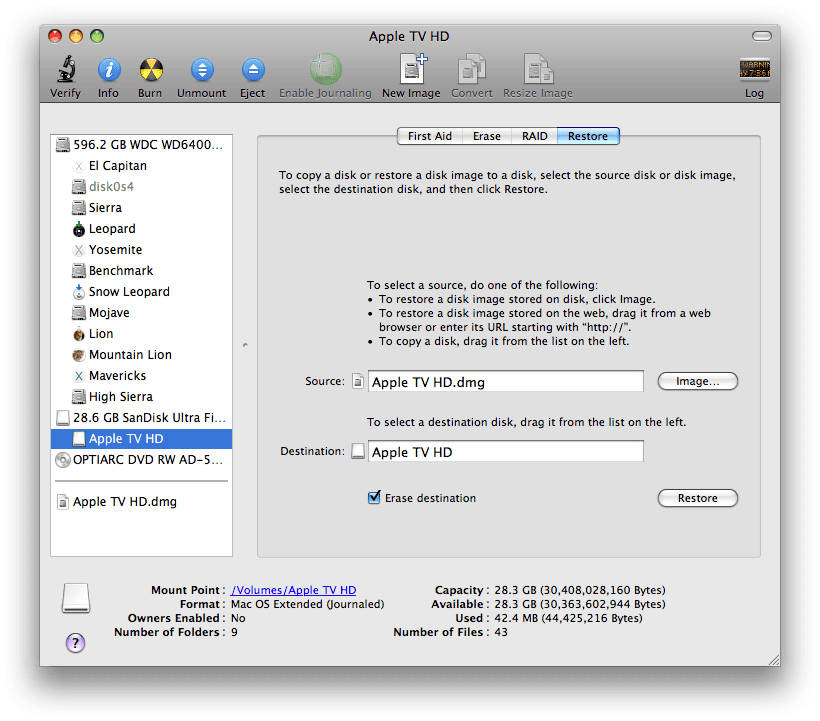 Apple TV HD
Verify Info Burn Unmount Eject Enable Journaling New Image Convert Resize Image Log
First Aid Erase RAID Restore
596.2 GB WDC WD6400...
El Capitan
disk0s4
Sierra
Leopard
Yosemite
Benchmark
Snow Leopard
Mojave
Lion
Mountain Lion
Mavericks
High Sierra
28.6 GB SanDisk Ultra Fi...
Apple TV HD
OPTIARC DVD RW AD-5...
Apple TV HD.dmg
To copy a disk or restore a disk image to a disk, select the source disk or disk image,
select the destination disk, and then click Restore.
To select a source, do one of the following:
• To restore a disk image stored on disk, click Image.
• To restore a disk image stored on the web, drag it from a web
browser or enter its URL starting with “http://”.
• To copy a disk, drag it from the list on the left.
Source: Apple TV HD.dmg Image...
To select a destination disk, drag it from the list on the left.
Destination: Apple TV HD
Erase destination Restore
Mount Point : /Volumes/Apple TV HD
Format : Mac OS Extended (Journaled)
Owners Enabled : No
Number of Folders : 9
Capacity : 28.3 GB (30,408,028,160 Bytes)
Available : 28.3 GB (30,363,602,944 Bytes)
Used : 42.4 MB (44,425,216 Bytes)
Number of Files : 43
?